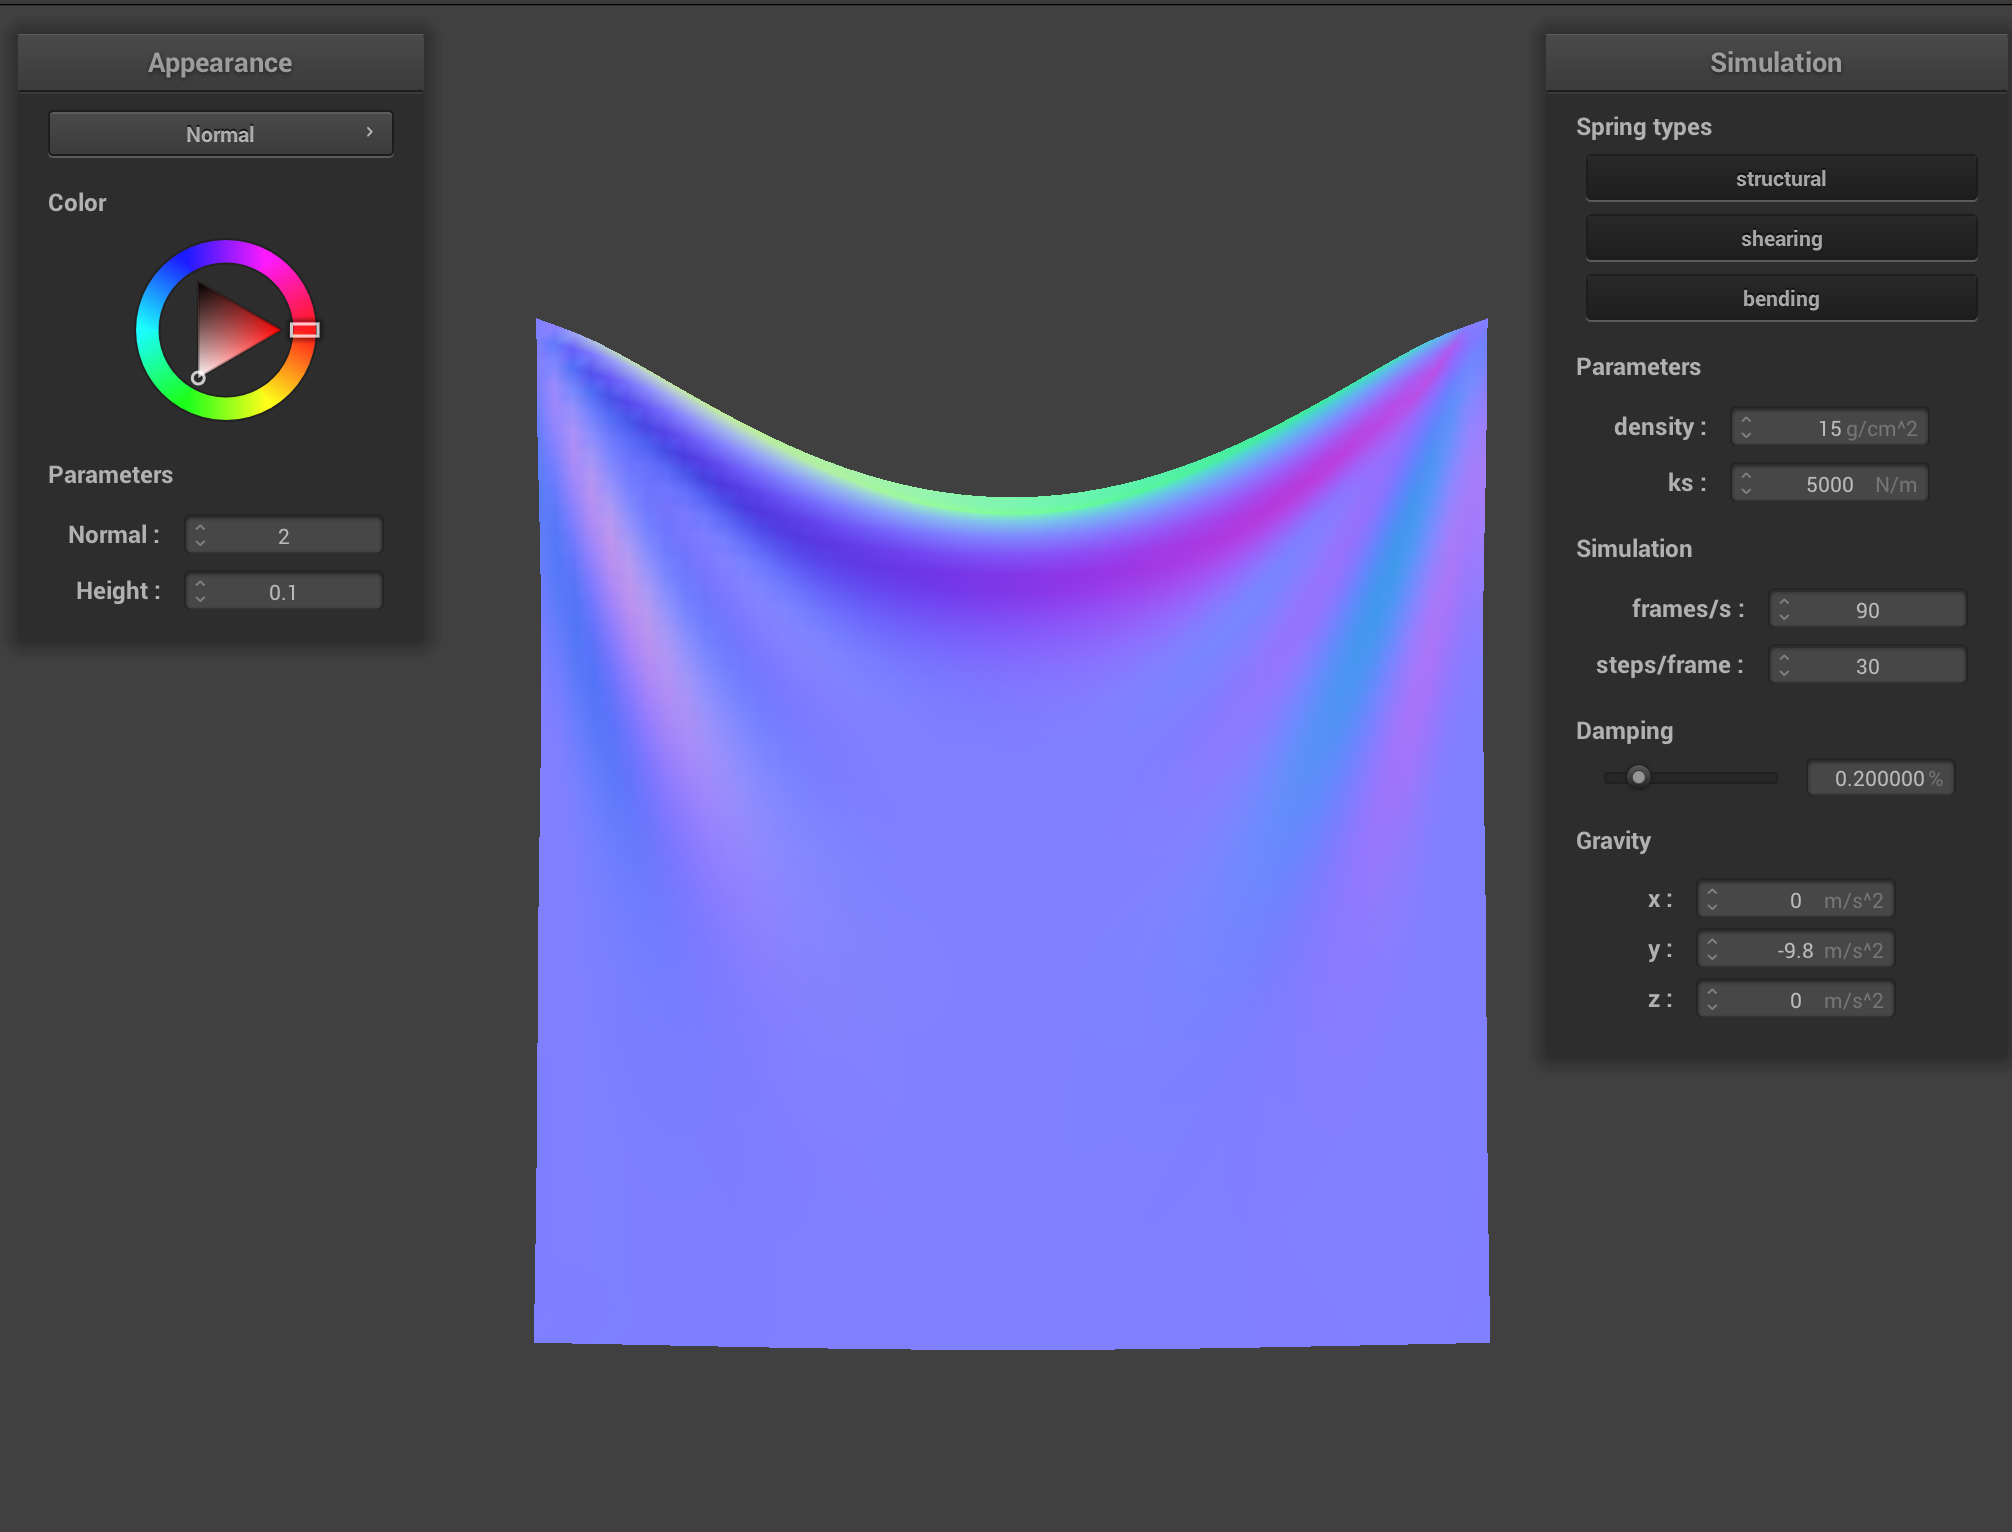 Appearance
Normal
Color
Parameters
Normal : 2
Height : 0.1
Simulation
Spring types
structural
shearing
bending
Parameters
density : 15 g/cm^2
ks : 5000 N/m
Simulation
frames/s : 90
steps/frame : 30
Damping
0.200000 %
Gravity
x : 0 m/s^2
y : -9.8 m/s^2
z : 0 m/s^2